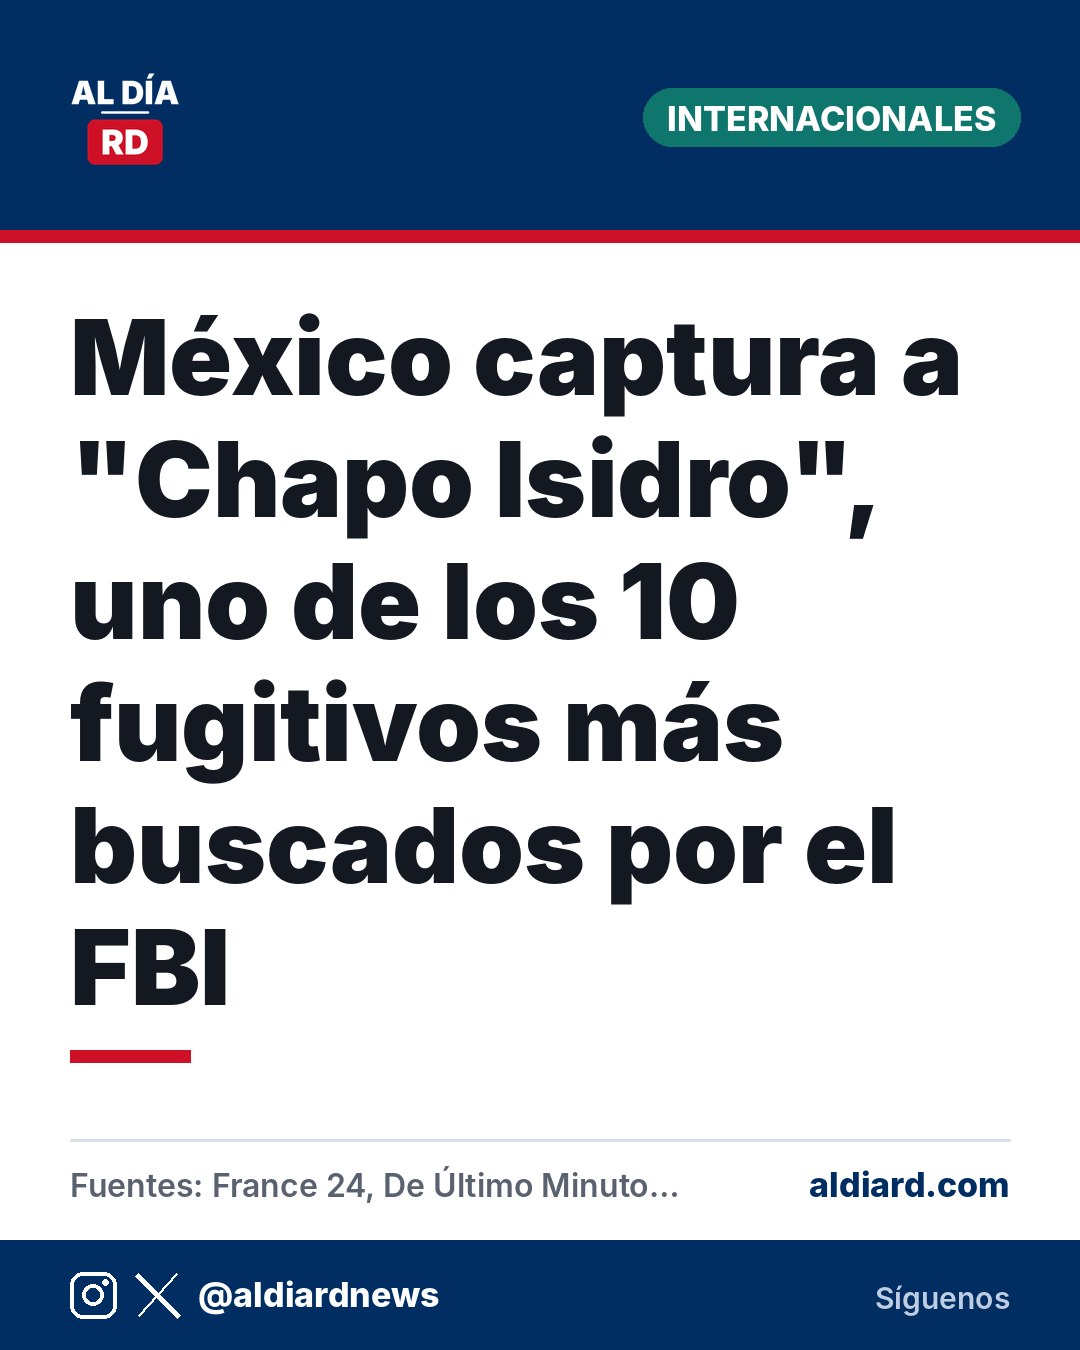 AL DÍA
RD
INTERNACIONALES
México captura a
"Chapo Isidro",
uno de los 10
fugitivos más
buscados por el
FBI
Fuentes: France 24, De Último Minuto...
aldiard.com
@aldiardnews
Síguenos